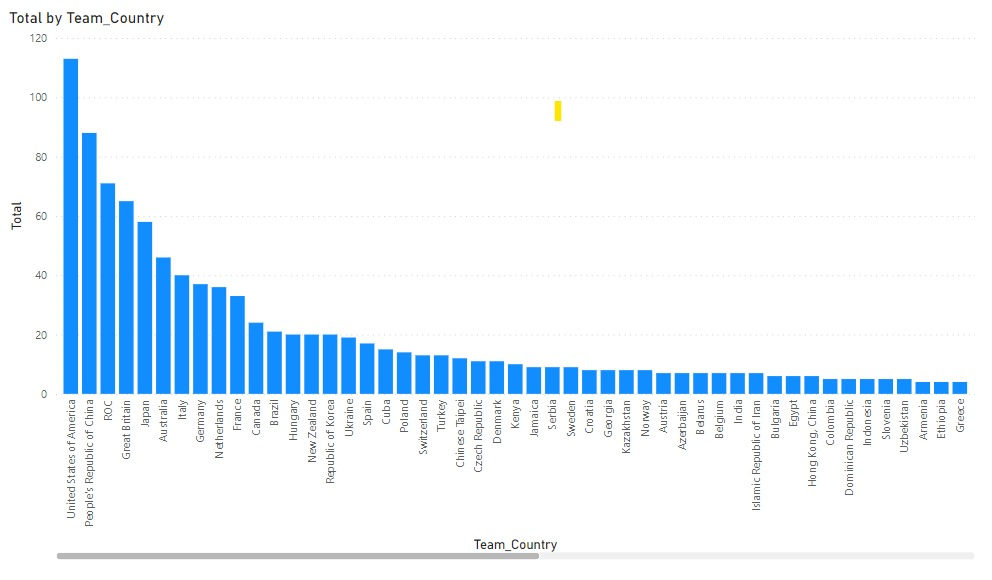 Total by Team_Country
120
100
80
60
40
20
0
Total
United States of America
People's Republic of China
ROC
Great Britain
Japan
Australia
Italy
Germany
Netherlands
France
Canada
Brazil
Hungary
New Zealand
Republic of Korea
Ukraine
Spain
Cuba
Poland
Switzerland
Turkey
Chinese Taipei
Czech Republic
Denmark
Kenya
Jamaica
Serbia
Sweden
Croatia
Georgia
Kazakhstan
Norway
Austria
Azerbaijan
Belarus
Belgium
India
Islamic Republic of Iran
Bulgaria
Egypt
Hong Kong, China
Colombia
Dominican Republic
Indonesia
Slovenia
Uzbekistan
Armenia
Ethiopia
Greece
Team_Country